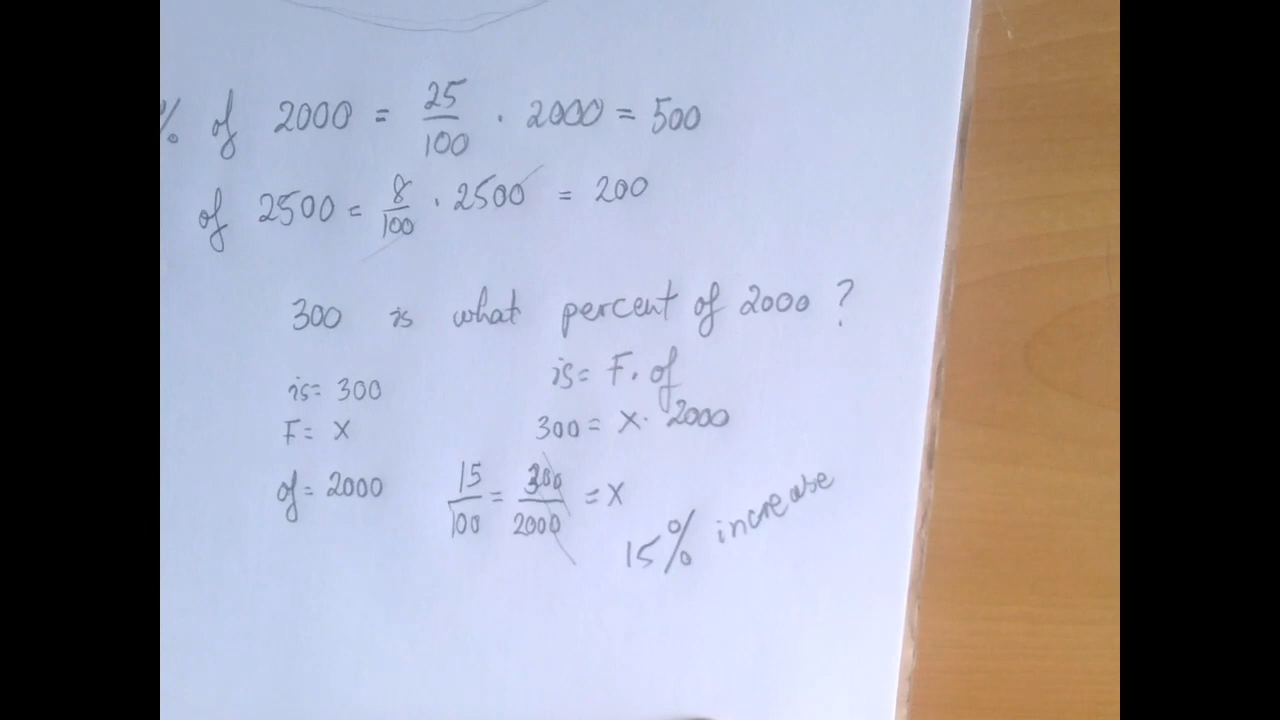 % of 2000 = 25/100 · 2000 = 500
of 2500 = 8/100 · 2500 = 200
300 is what percent of 2000 ?
is = 300
is = F. of
F = X
300 = X · 2000
of = 2000
15/100 = 300/2000 = X
15% increase